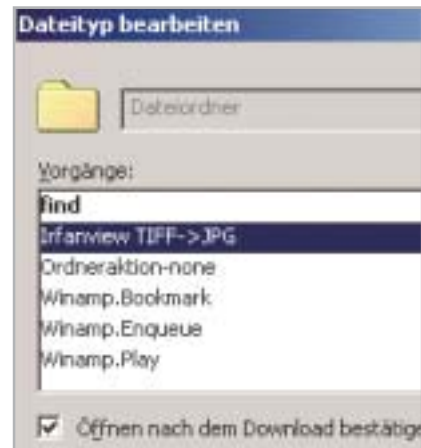 Dateityp bearbeiten
Dateiordner
Vorgänge:
find
Irfanview TIFF->JPG
Ordneraktion-none
Winamp.Bookmark
Winamp.Enqueue
Winamp.Play
Öffnen nach dem Download bestätige